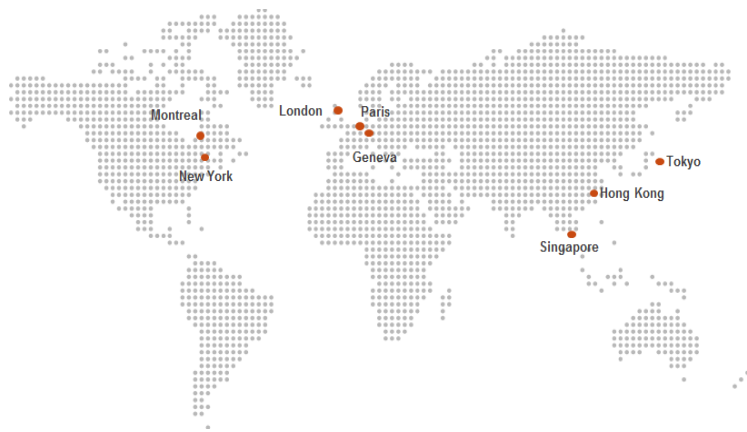 Montreal
London
Paris
Geneva
New York
Tokyo
Hong Kong
Singapore